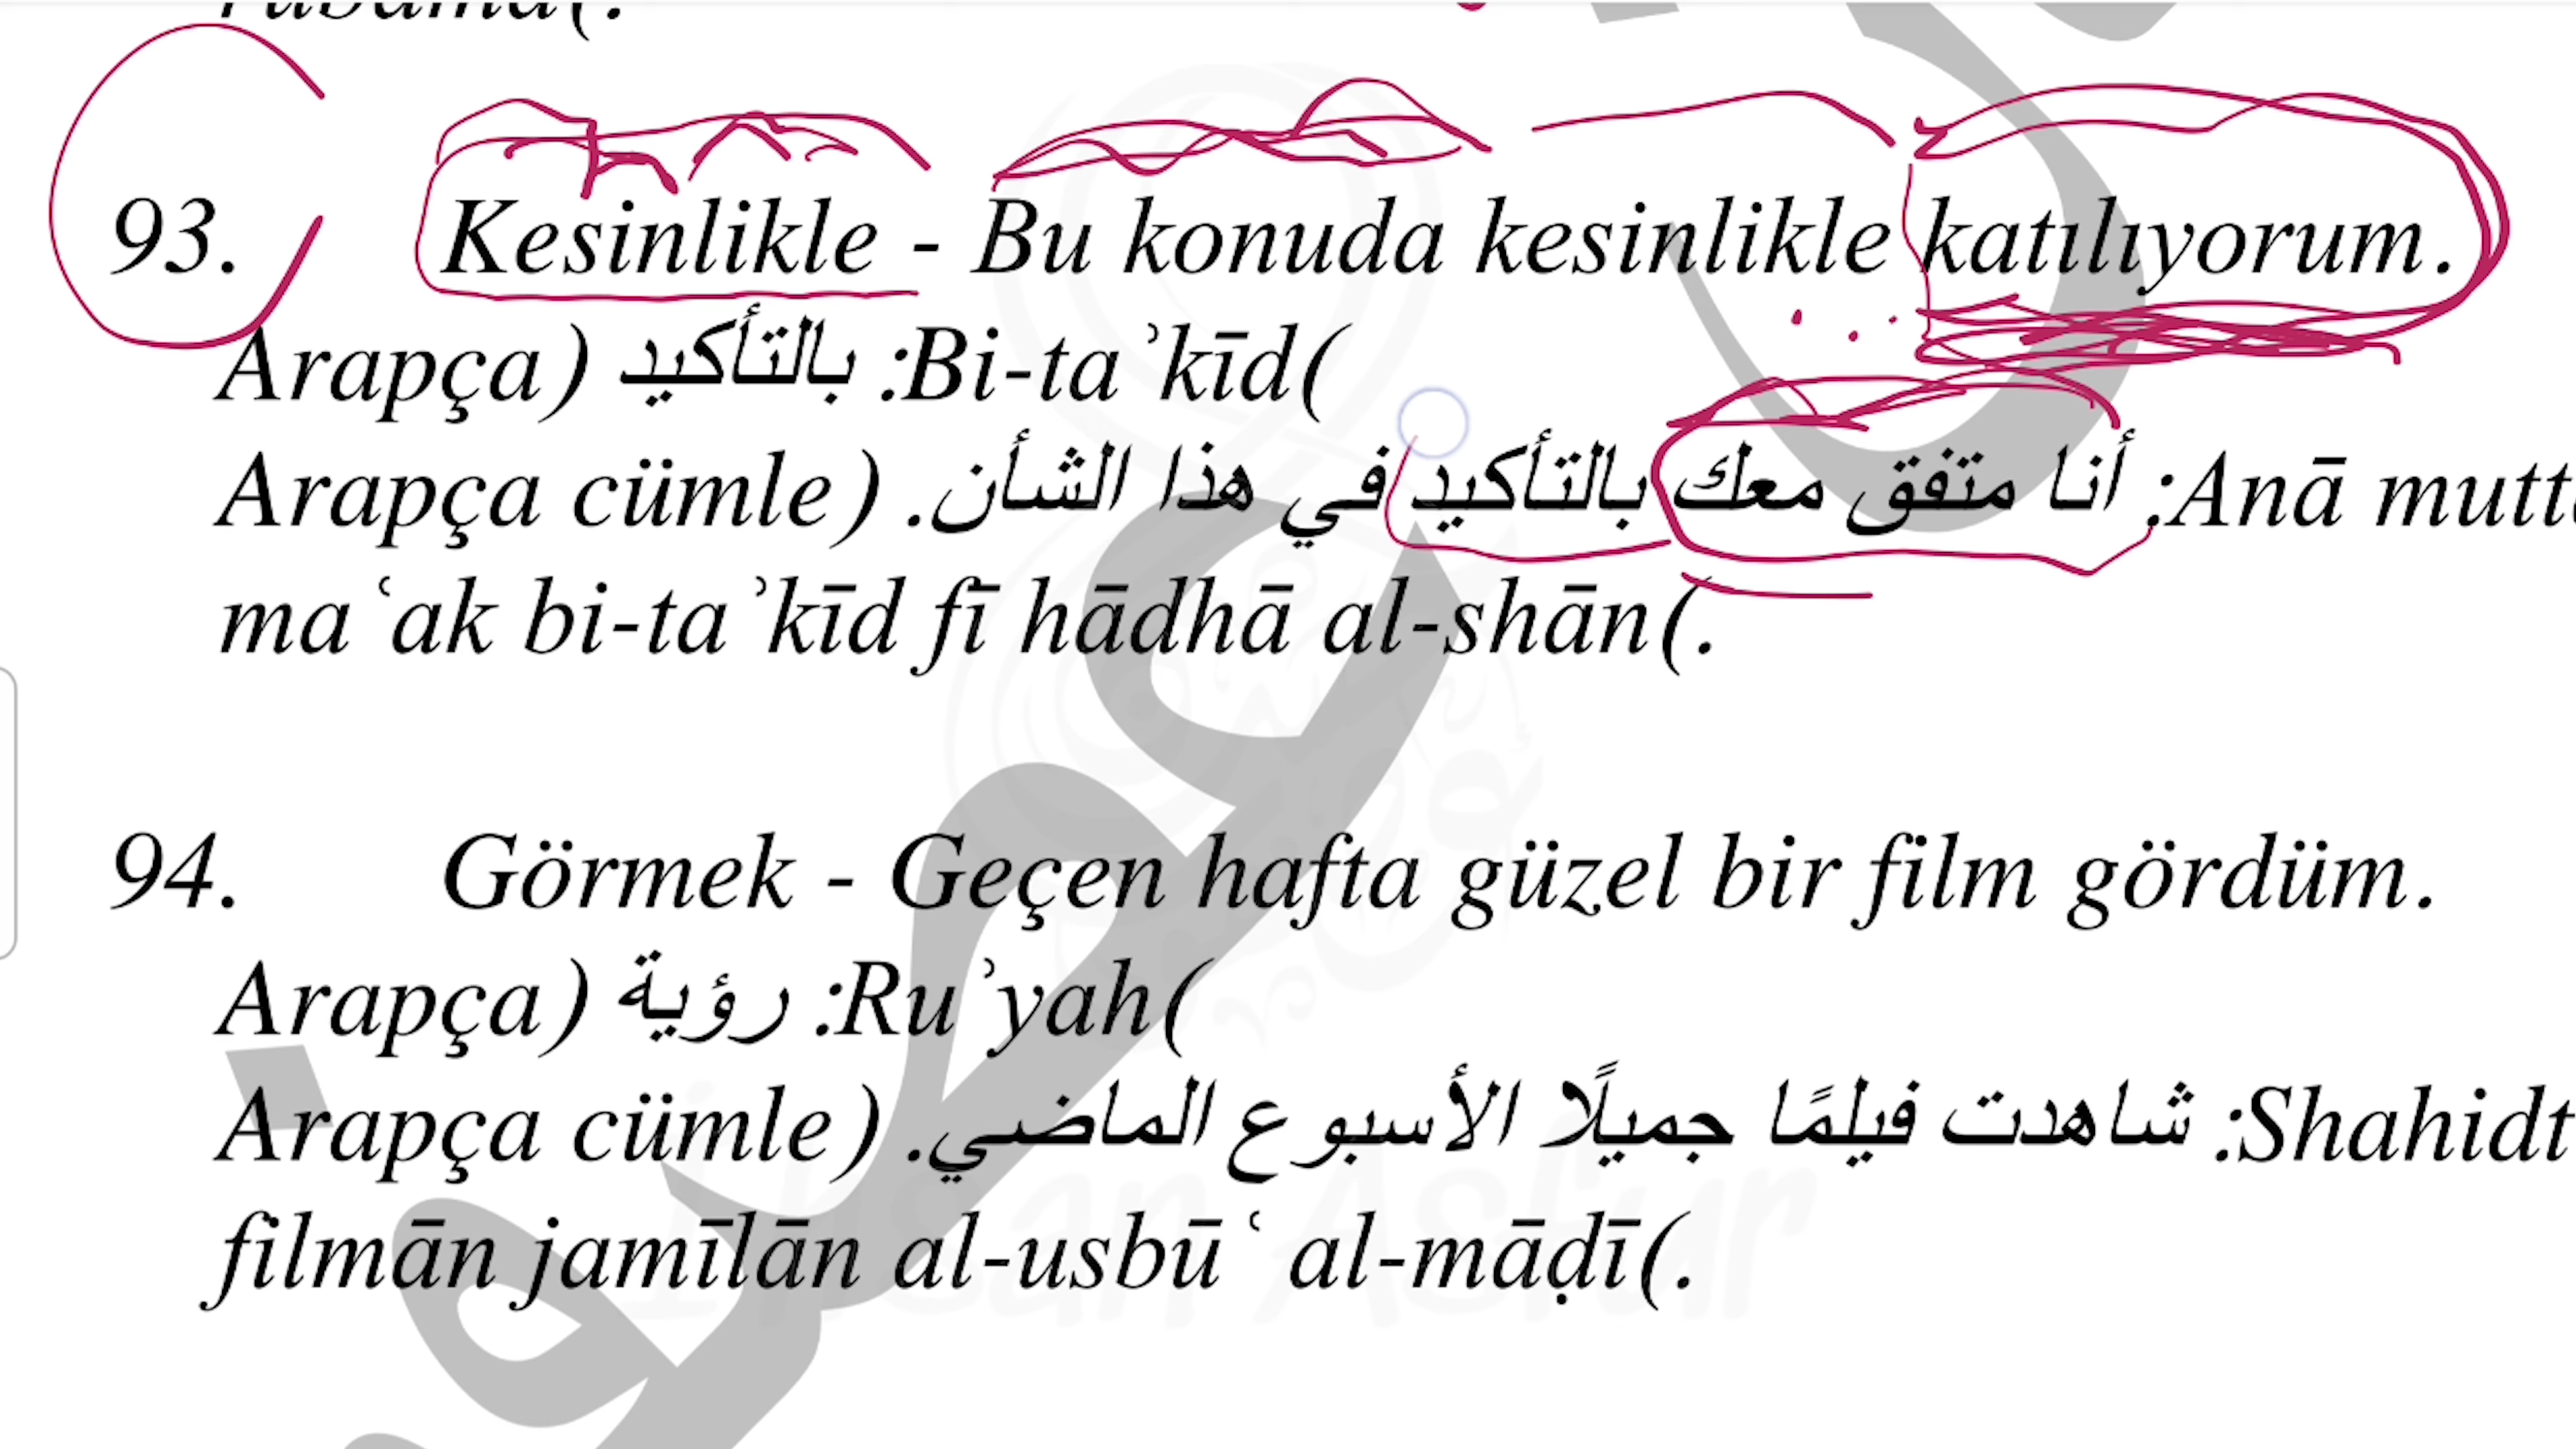 93. Kesinlikle - Bu konuda kesinlikle katılıyorum.
Arapça) بالتأكيد :Bi-taʾkīd(
Arapça cümle) .أنا متفق معك بالتأكيد في هذا الشأن :Anā
maʿak bi-taʾkīd fī hādhā al-shān(.
94. Görmek - Geçen hafta güzel bir film gördüm.
Arapça) رؤية :Ruʾyah(
Arapça cümle) .شاهدت فيلمًا جميلًا الأسبوع الماضي :Shahidt
filmān jamīlān al-usbūʿ al-māḍī(.
Ihsan Asfur